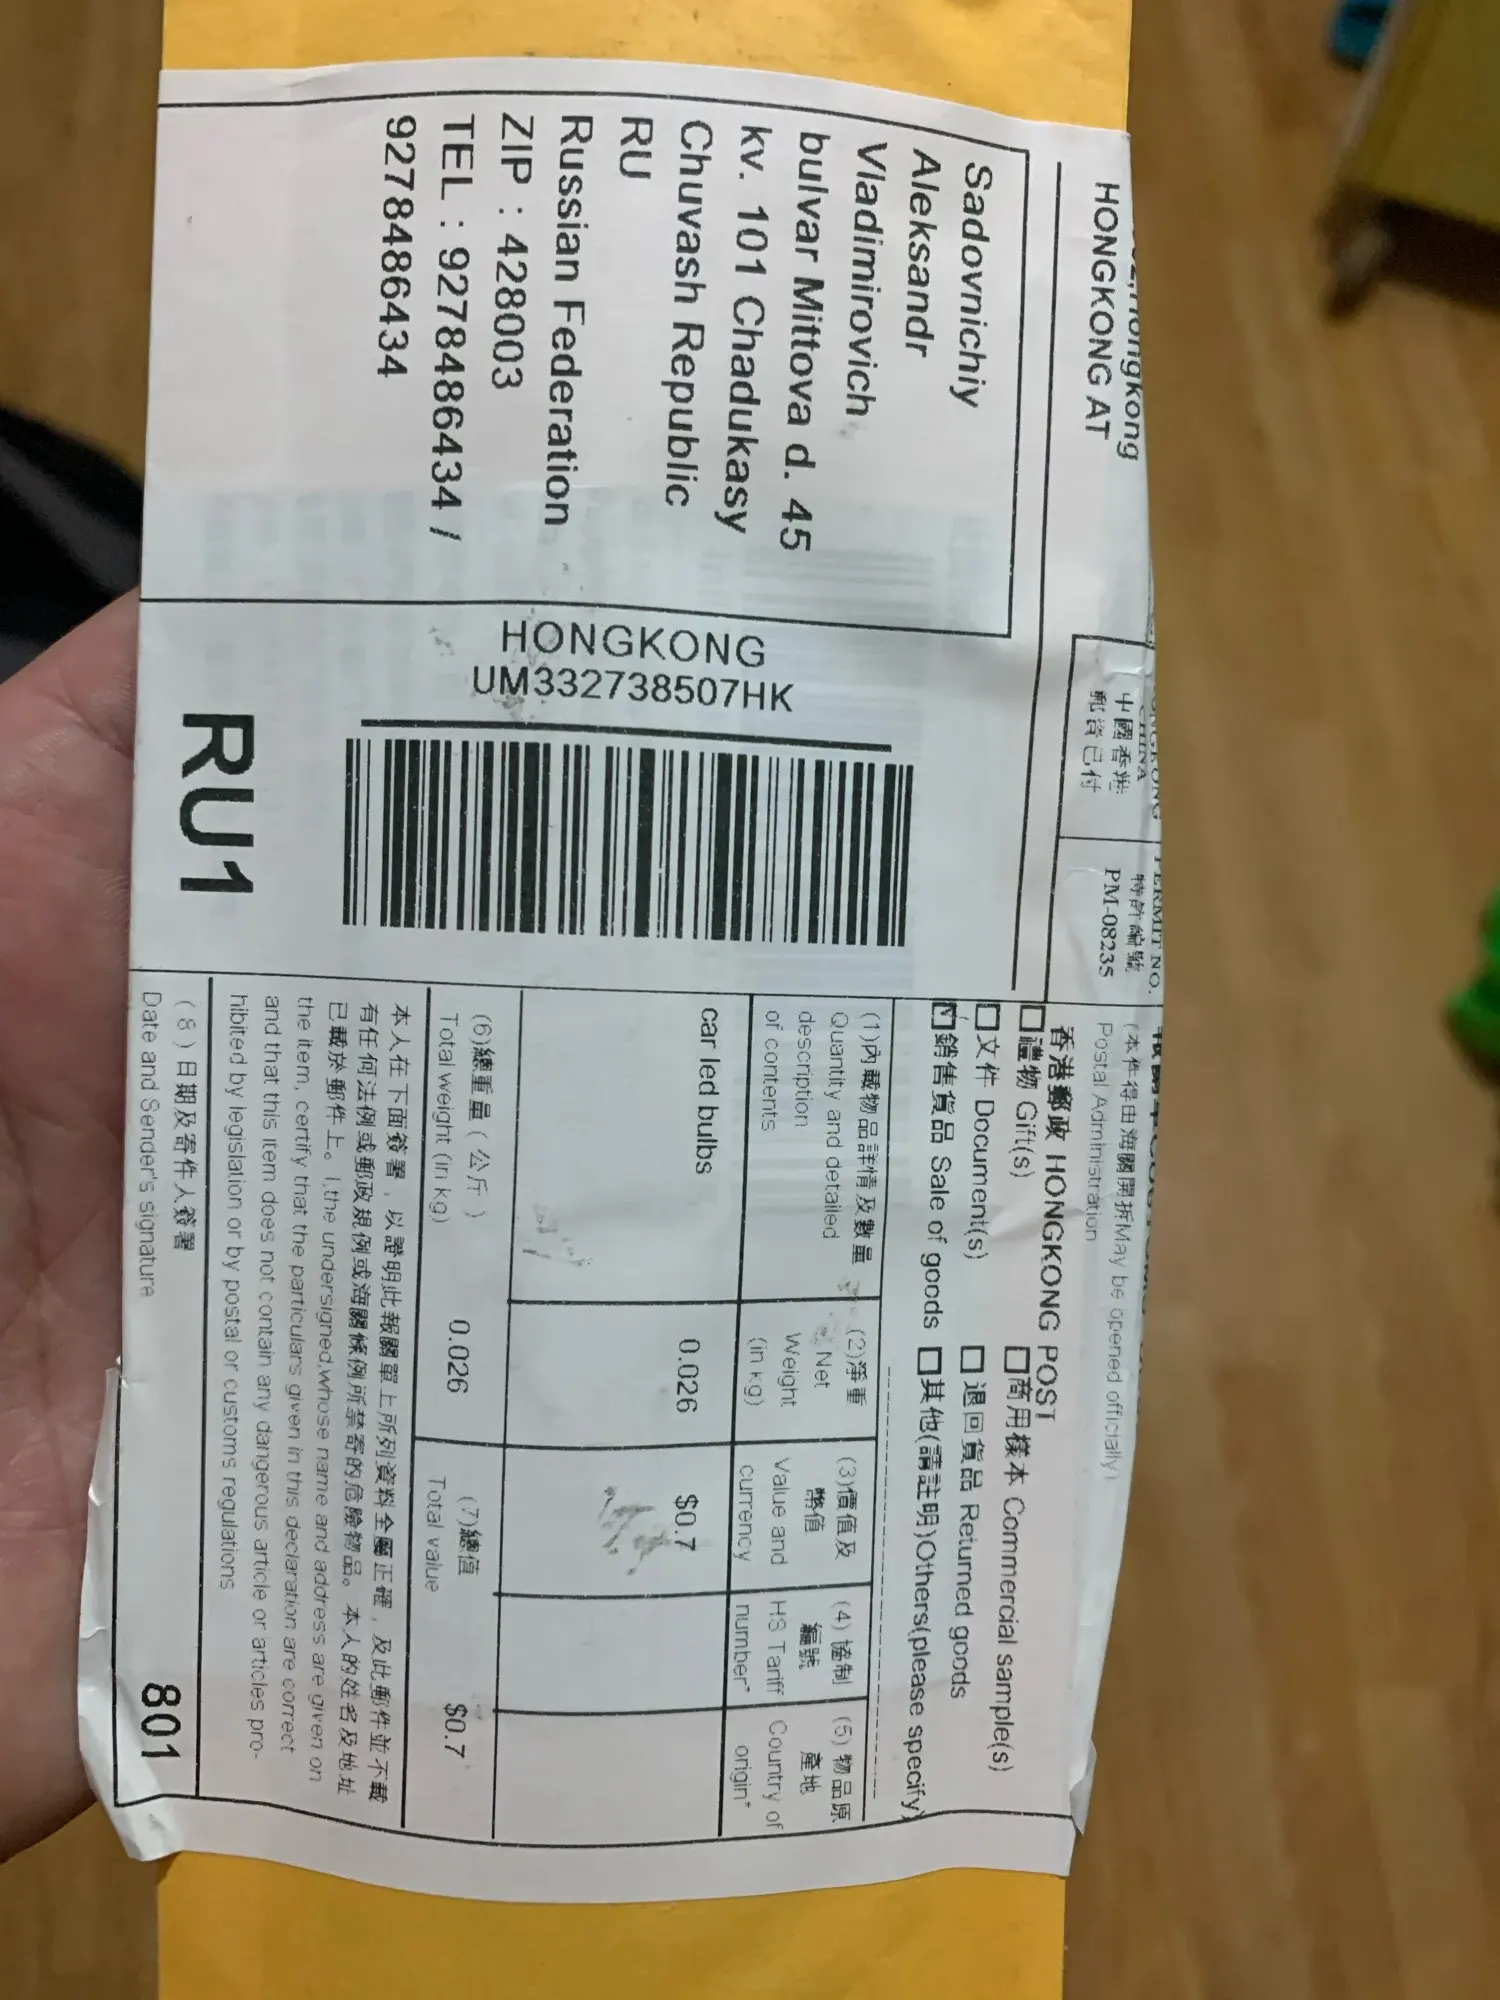 HONGKONG AT
中國香港
郵資已付
PERMIT NO.
特許編號
PM-08235
Sadovnichiy
Aleksandr
Vladimirovich
bulvar Mittova d. 45
kv. 101 Chadukasy
Chuvash Republic
RU
Russian Federation
ZIP : 428003
TEL : 9278486434 /
9278486434
HONGKONG
UM332738507HK
RU1
(本件得由海關開拆May be opened officially)
Postal Administration
香港郵政 HONGKONG POST
禮物 Gift(s)
商用樣本 Commercial sample(s)
文件 Document(s)
退回貨品 Returned goods
銷售貨品 Sale of goods
其他(請註明)Others(please specify)
(1)內載物品詳情及數量
Quantity and detailed
description
of contents
(2)淨重
Net
Weight
(in kg)
(3)價值及
幣值
Value and
currency
(4) 協制
編號
HS Tariff
number*
(5) 物品原
產地
Country of
origin*
car led bulbs
0.026
$0.7
(6)總重量 ( 公斤 )
Total weight (in kg)
0.026
(7)總值
Total value
$0.7
本人在下面簽署，以證明此報關單上所列資料全屬正確，及此郵件並不載
有任何法例或郵政規例或海關條例所禁寄的危險物品。本人的姓名及地址
已載於郵件上。I,the undersigned,whose name and address are given on
the item, certify that the particulars given in this declaration are correct
and that this item does not contain any dangerous article or articles pro-
hibited by legislation or by postal or customs regulations
( 8 ) 日期及寄件人簽署
Date and Sender's signature
801